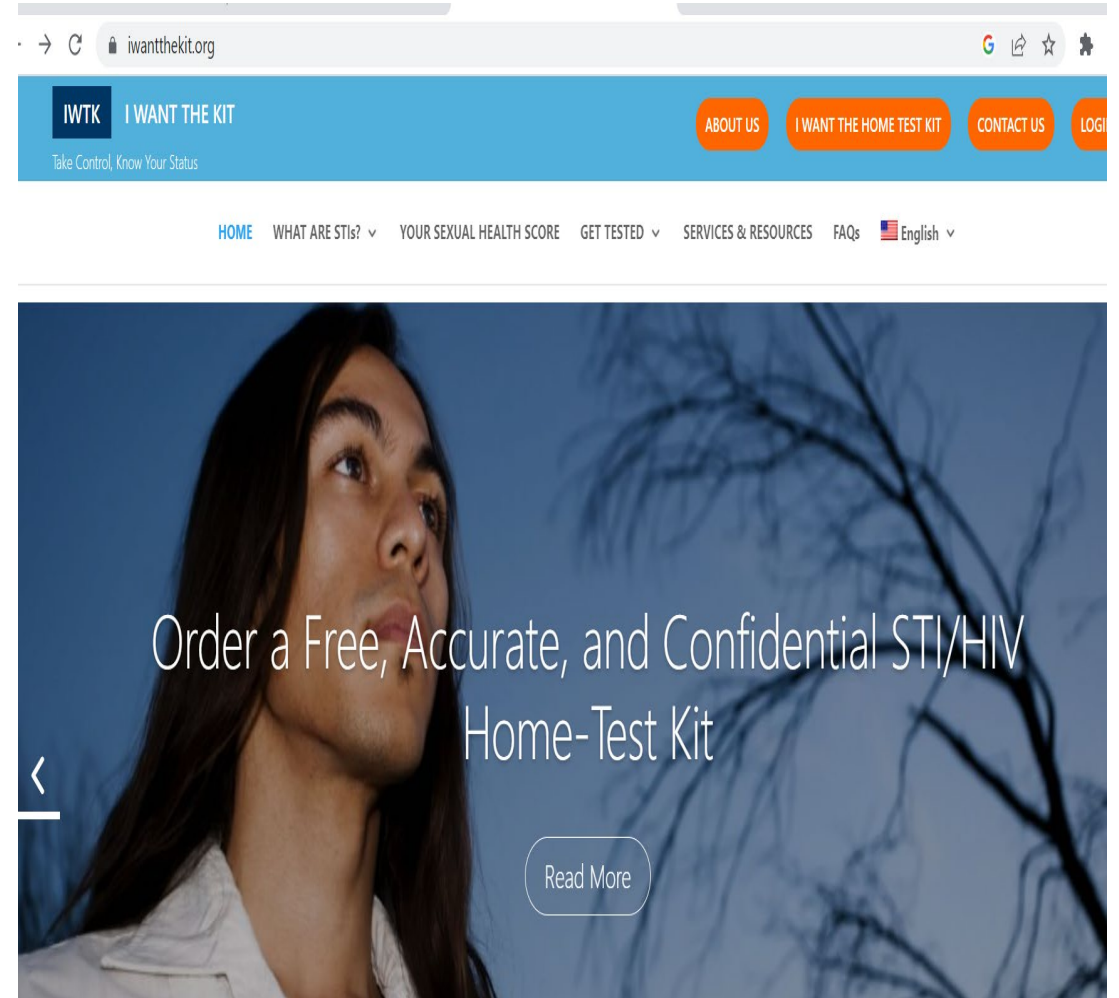 iwantthekit.org
IWTK I WANT THE KIT
Take Control, Know Your Status
ABOUT US
I WANT THE HOME TEST KIT
CONTACT US
HOME WHAT ARE STIs? YOUR SEXUAL HEALTH SCORE GET TESTED SERVICES & RESOURCES FAQs English
Order a Free, Accurate, and Confidential STI/HIV
Home-Test Kit
Read More